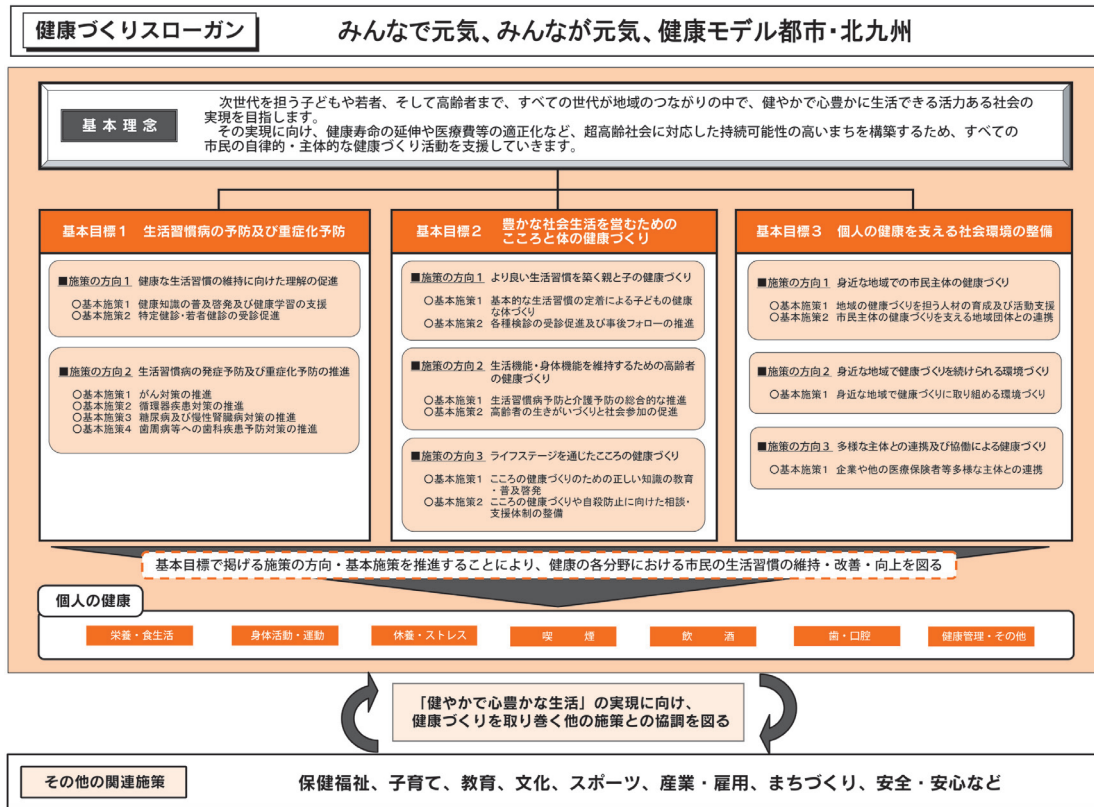 健康づくりスローガン
みんなで元気、みんなが元気、健康モデル都市・北九州
基本理念
次世代を担う子どもや若者、そして高齢者まで、すべての世代が地域のつながりの中で、健やかで心豊かに生活できる活力ある社会の
実現を目指します。
その実現に向け、健康寿命の延伸や医療費等の適正化など、超高齢社会に対応した持続可能性の高いまちを構築するため、すべての
市民の自律的・主体的な健康づくり活動を支援していきます。
基本目標1 生活習慣病の予防及び重症化予防
■施策の方向1 健康な生活習慣の維持に向けた理解の促進
○基本施策1 健康知識の普及啓発及び健康学習の支援
○基本施策2 特定健診・若者健診の受診促進
■施策の方向2 生活習慣病の発症予防及び重症化予防の推進
○基本施策1 がん対策の推進
○基本施策2 循環器疾患対策の推進
○基本施策3 糖尿病及び慢性腎臓病対策の推進
○基本施策4 歯周病等への歯科疾患予防対策の推進
基本目標2 豊かな社会生活を営むための
こころと体の健康づくり
■施策の方向1 より良い生活習慣を築く親と子の健康づくり
○基本施策1 基本的な生活習慣の定着による子どもの健康
な体づくり
○基本施策2 各種検診の受診促進及び事後フォローの推進
■施策の方向2 生活機能・身体機能を維持するための高齢者
の健康づくり
○基本施策1 生活習慣病予防と介護予防の総合的な推進
○基本施策2 高齢者の生きがいづくりと社会参加の促進
■施策の方向3 ライフステージを通じたこころの健康づくり
○基本施策1 こころの健康づくりのための正しい知識の教育
・普及啓発
○基本施策2 こころの健康づくりや自殺防止に向けた相談・
支援体制の整備
基本目標3 個人の健康を支える社会環境の整備
■施策の方向1 身近な地域での市民主体の健康づくり
○基本施策1 地域の健康づくりを担う人材の育成及び活動支援
○基本施策2 市民主体の健康づくりを支える地域団体との連携
■施策の方向2 身近な地域で健康づくりを続けられる環境づくり
○基本施策1 身近な地域で健康づくりに取り組める環境づくり
■施策の方向3 多様な主体との連携及び協働による健康づくり
○基本施策1 企業や他の医療保険者等多様な主体との連携
基本目標で掲げる施策の方向・基本施策を推進することにより、健康の各分野における市民の生活習慣の維持・改善・向上を図る
個人の健康
栄養・食生活
身体活動・運動
休養・ストレス
喫 煙
飲 酒
歯・口腔
健康管理・その他
「健やかで心豊かな生活」の実現に向け、
健康づくりを取り巻く他の施策との協調を図る
その他の関連施策
保健福祉、子育て、教育、文化、スポーツ、産業・雇用、まちづくり、安全・安心など